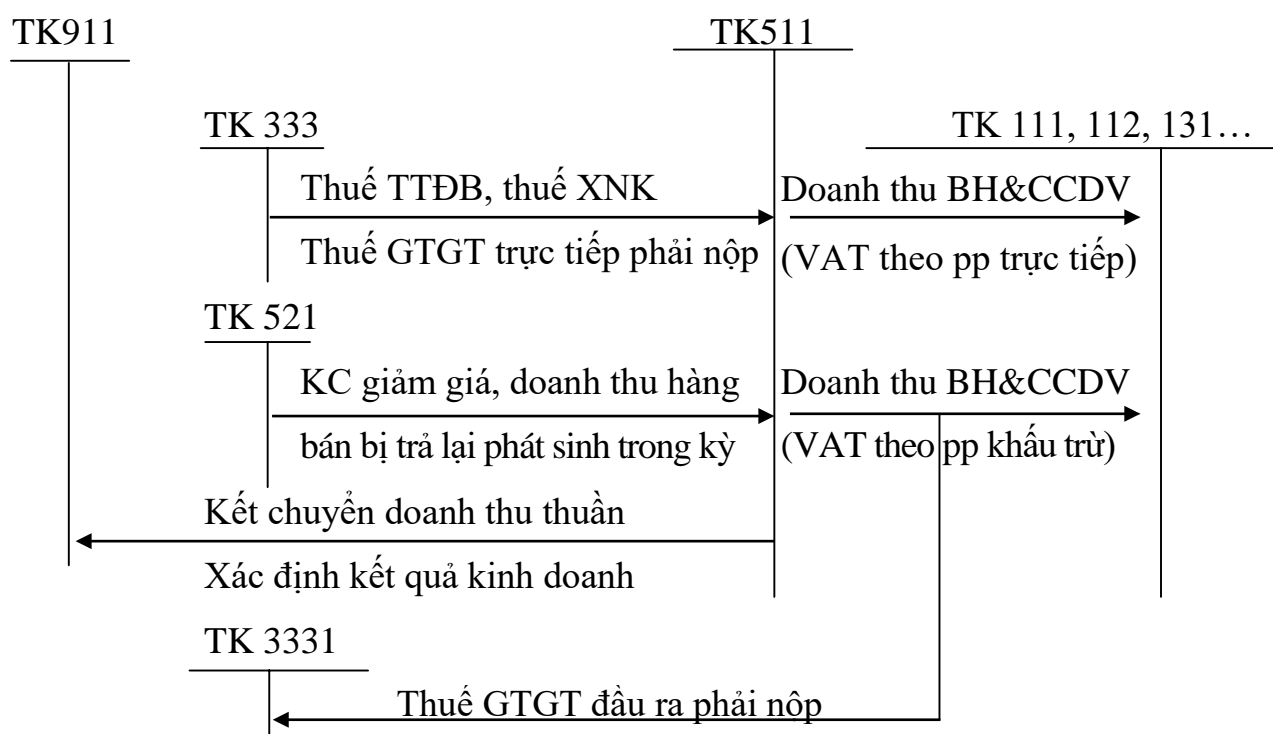 TK911
TK511
TK 333
TK 111, 112, 131…
Thuế TTĐB, thuế XNK
Doanh thu BH&CCDV
Thuế GTGT trực tiếp phải nộp
(VAT theo pp trực tiếp)
TK 521
KC giảm giá, doanh thu hàng
Doanh thu BH&CCDV
bán bị trả lại phát sinh trong kỳ
(VAT theo pp khấu trừ)
Kết chuyển doanh thu thuần
Xác định kết quả kinh doanh
TK 3331
Thuế GTGT đầu ra phải nôp